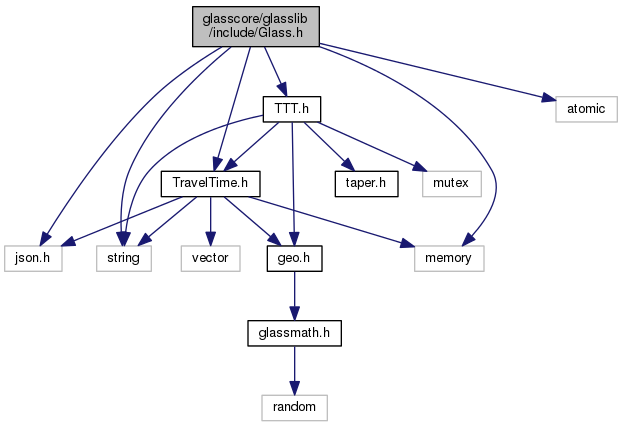 glasscore/glasslib
/include/Glass.h
TTT.h
atomic
TravelTime.h
taper.h
mutex
json.h
string
vector
geo.h
memory
glassmath.h
random